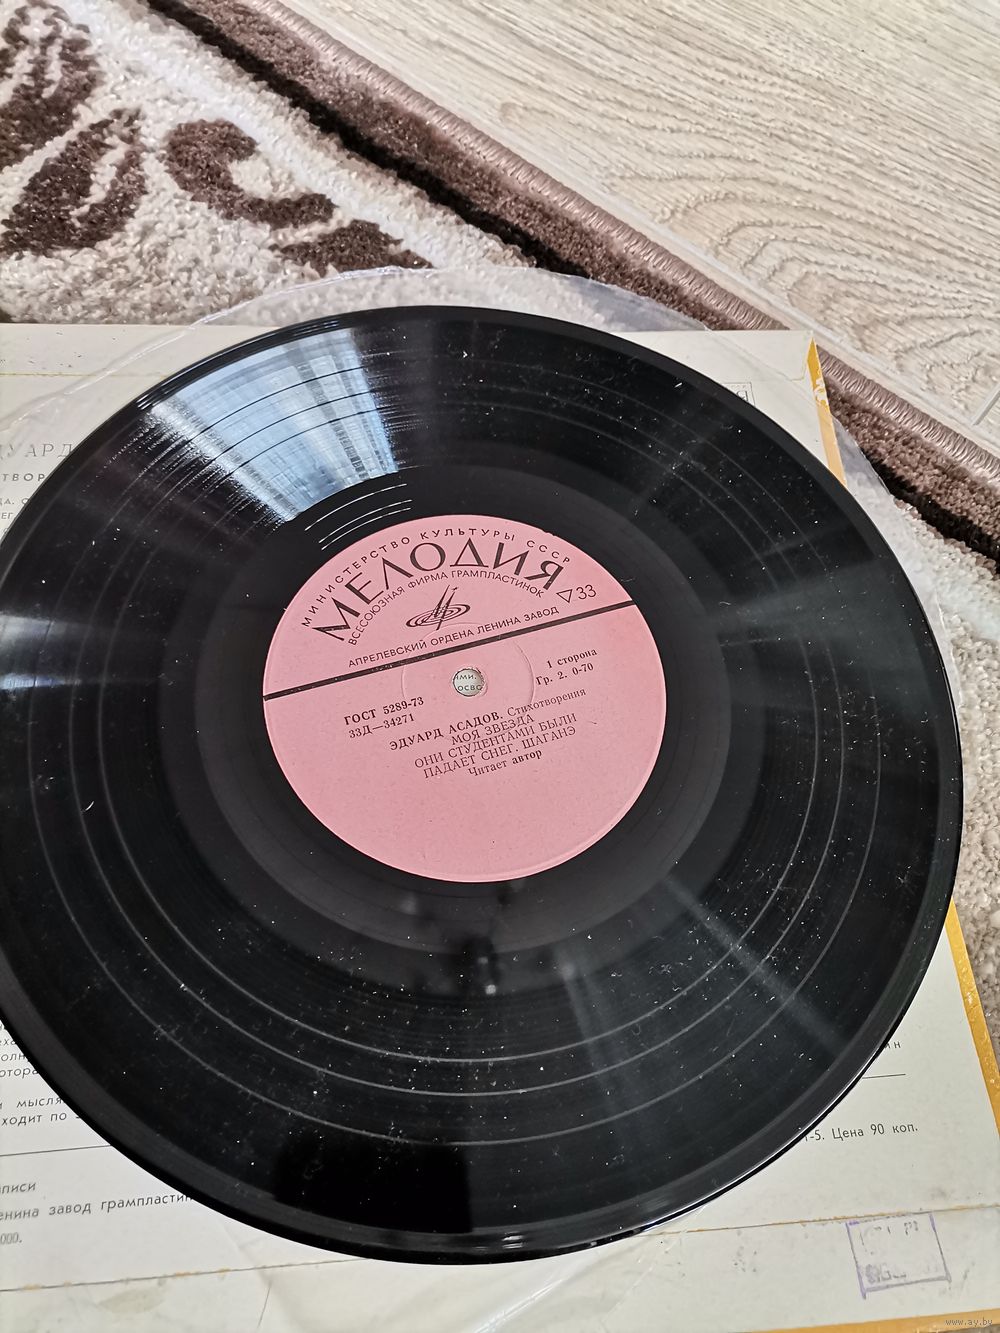 МИНИСТЕРСТВО КУЛЬТУРЫ СССР
МЕЛОДИЯ
ВСЕСОЮЗНАЯ ФИРМА ГРАМПЛАСТИНОК
33
АПРЕЛЕВСКИЙ ОРДЕНА ЛЕНИНА ЗАВОД
ГОСТ 5289-73
33Д—34271
1 сторона
Гр. 2. 0-70
ЭДУАРД АСАДОВ. Стихотворения
МОЯ ЗВЕЗДА
ОНИ СТУДЕНТАМИ БЫЛИ
ПАДАЕТ СНЕГ. ШАГАНЭ
Читает автор
Цена 90 коп.
завод
www.ay.by